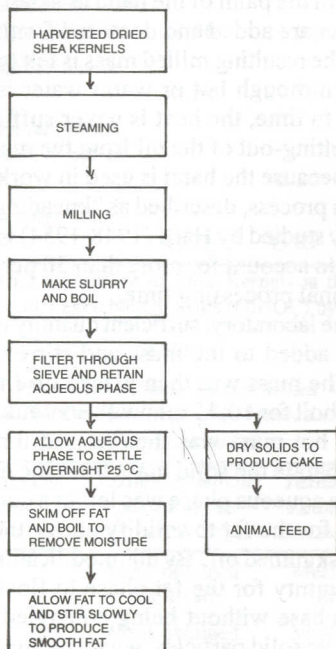 HARVESTED DRIED
SHEA KERNELS
STEAMING
MILLING
MAKE SLURRY
AND BOIL
FILTER THROUGH
SIEVE AND RETAIN
AQUEOUS PHASE
ALLOW AQUEOUS
PHASE TO SETTLE
OVERNIGHT 25 ºC
DRY SOLIDS TO
PRODUCE CAKE
SKIM OFF FAT
AND BOIL TO
REMOVE MOISTURE
ANIMAL FEED
ALLOW FAT TO COOL
AND STIR SLOWLY
TO PRODUCE
SMOOTH FAT